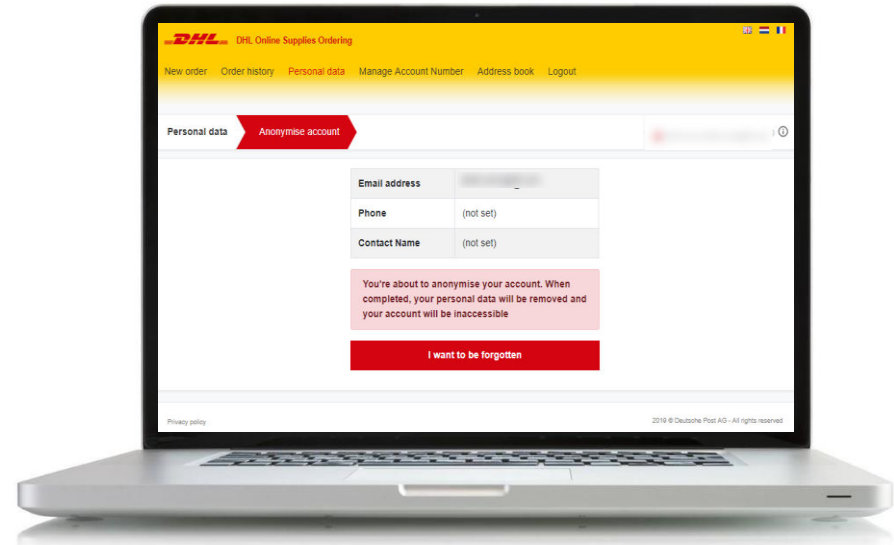 DHL DHL Online Supplies Ordering
New order Order history Personal data Manage Account Number Address book Logout
Personal data Anonymise account
Email address
Phone (not set)
Contact Name (not set)
You're about to anonymise your account. When
completed, your personal data will be removed and
your account will be inaccessible
I want to be forgotten
Privacy policy 2019 © Deutsche Post AG - All rights reserved